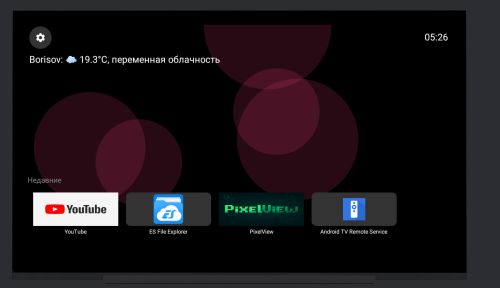 05:26
Borisov: ☁️ 19.3°C, переменная облачность
Недавние
YouTube
ES
PIXELVIEW
YouTube
ES File Explorer
PixelView
Android TV Remote Service